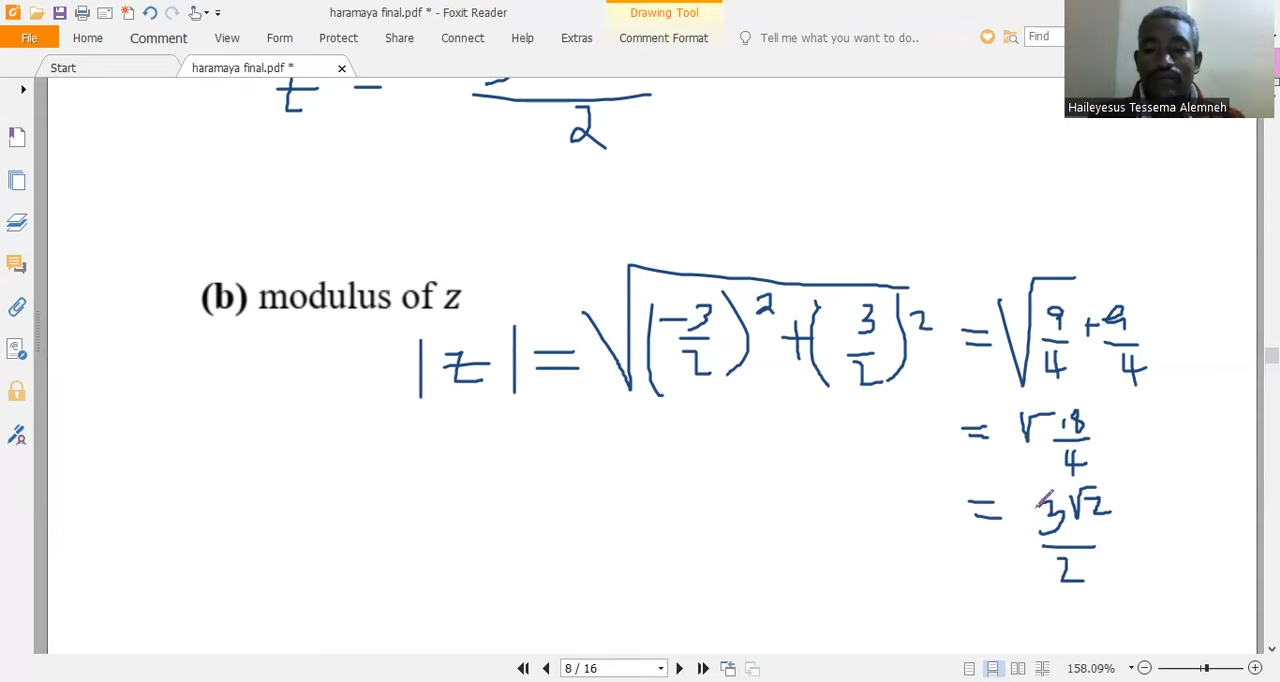 haramaya final.pdf * - Foxit Reader
Drawing Tool
File Home Comment View Form Protect Share Connect Help Extras Comment Format Tell me what you want to do.. Find
Start haramaya final.pdf *
Haileyesus Tessema Alemneh
2
(b) modulus of z
|z| = √((-3/2)² + (3/2)²) = √(9/4 + 9/4)
= √18/4
= 3√2/2
8 / 16
158.09%